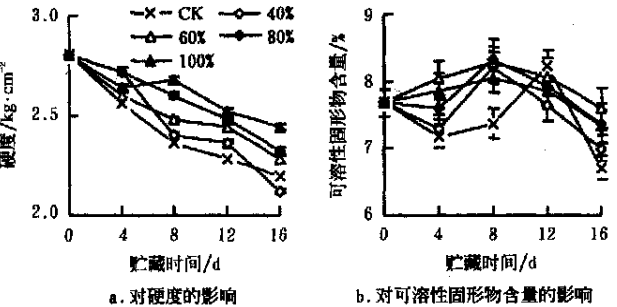 3.0
2.5
2.0
硬度/kg·cm⁻²
CK
40%
60%
80%
100%
0 4 8 12 16
贮藏时间/d
a.对硬度的影响
9
8
7
6
可溶性固形物含量/%
0 4 8 12 16
贮藏时间/d
b.对可溶性固形物含量的影响